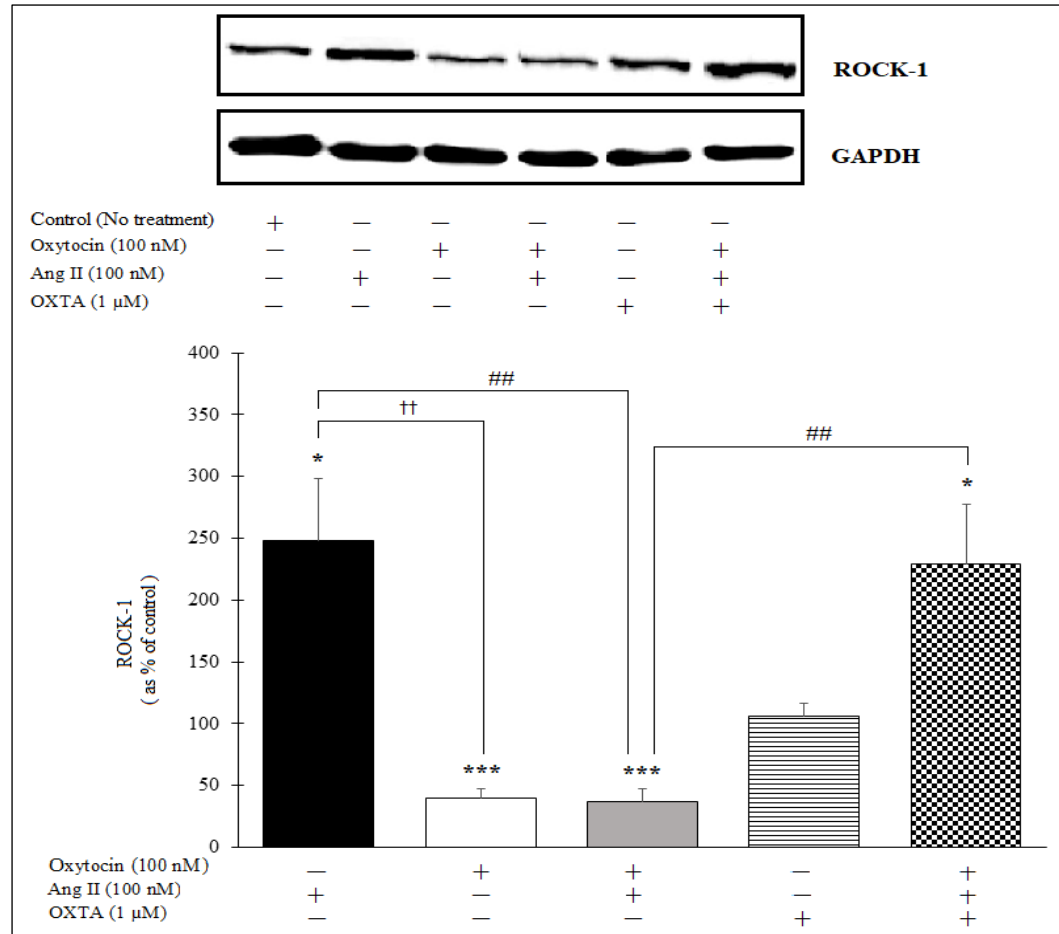 ROCK-1
GAPDH
Control (No treatment) + — — — — —
Oxytocin (100 nM) — — + + — +
Ang II (100 nM) — + — + — +
OXTA (1 µM) — — — — + +
400
350
300
250
200
150
100
50
0
ROCK-1
( as % of control )
##
††
##
*
***
***
*
Oxytocin (100 nM) — + + — +
Ang II (100 nM) + — + — +
OXTA (1 µM) — — — + +